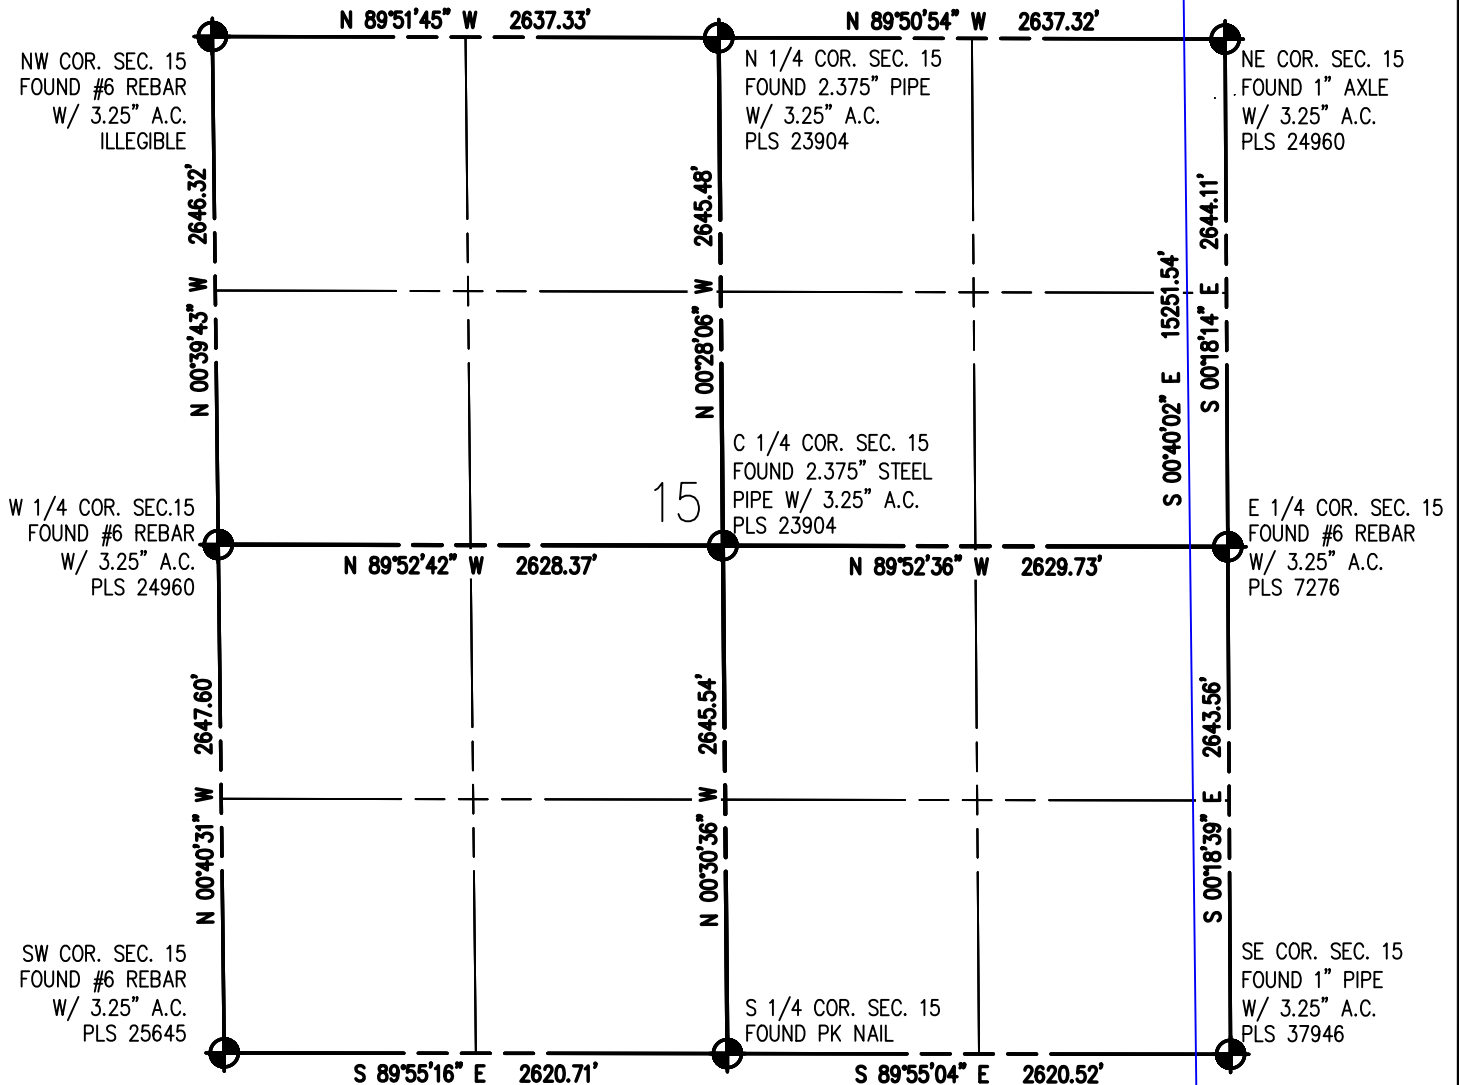 N 89°51'45" W 2637.33'
N 89°50'54" W 2637.32'
NW COR. SEC. 15
FOUND #6 REBAR
W/ 3.25" A.C.
ILLEGIBLE
N 1/4 COR. SEC. 15
FOUND 2.375" PIPE
W/ 3.25" A.C.
PLS 23904
NE COR. SEC. 15
FOUND 1" AXLE
W/ 3.25" A.C.
PLS 24960
N 00°39'43" W 2646.32'
N 00°28'06" W 2645.48'
S 00°40'02" E 15251.54'
S 00°18'14" E 2644.11'
C 1/4 COR. SEC. 15
FOUND 2.375" STEEL
PIPE W/ 3.25" A.C.
PLS 23904
15
W 1/4 COR. SEC.15
FOUND #6 REBAR
W/ 3.25" A.C.
PLS 24960
E 1/4 COR. SEC. 15
FOUND #6 REBAR
W/ 3.25" A.C.
PLS 7276
N 89°52'42" W 2628.37'
N 89°52'36" W 2629.73'
N 00°40'31" W 2647.60'
N 00°30'36" W 2645.54'
S 00°18'39" E 2643.56'
SW COR. SEC. 15
FOUND #6 REBAR
W/ 3.25" A.C.
PLS 25645
S 1/4 COR. SEC. 15
FOUND PK NAIL
SE COR. SEC. 15
FOUND 1" PIPE
W/ 3.25" A.C.
PLS 37946
S 89°55'16" E 2620.71'
S 89°55'04" E 2620.52'